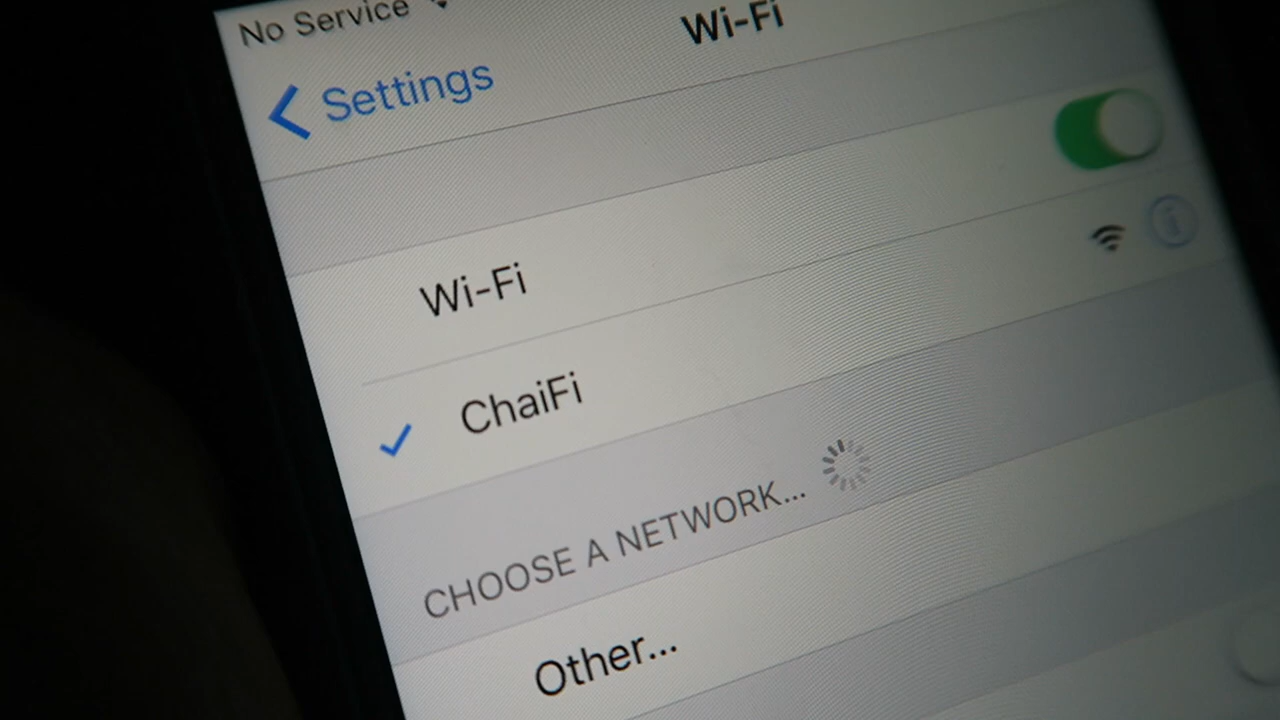 No Service
Wi-Fi
Settings
Wi-Fi
ChaiFi
CHOOSE A NETWORK...
Other...